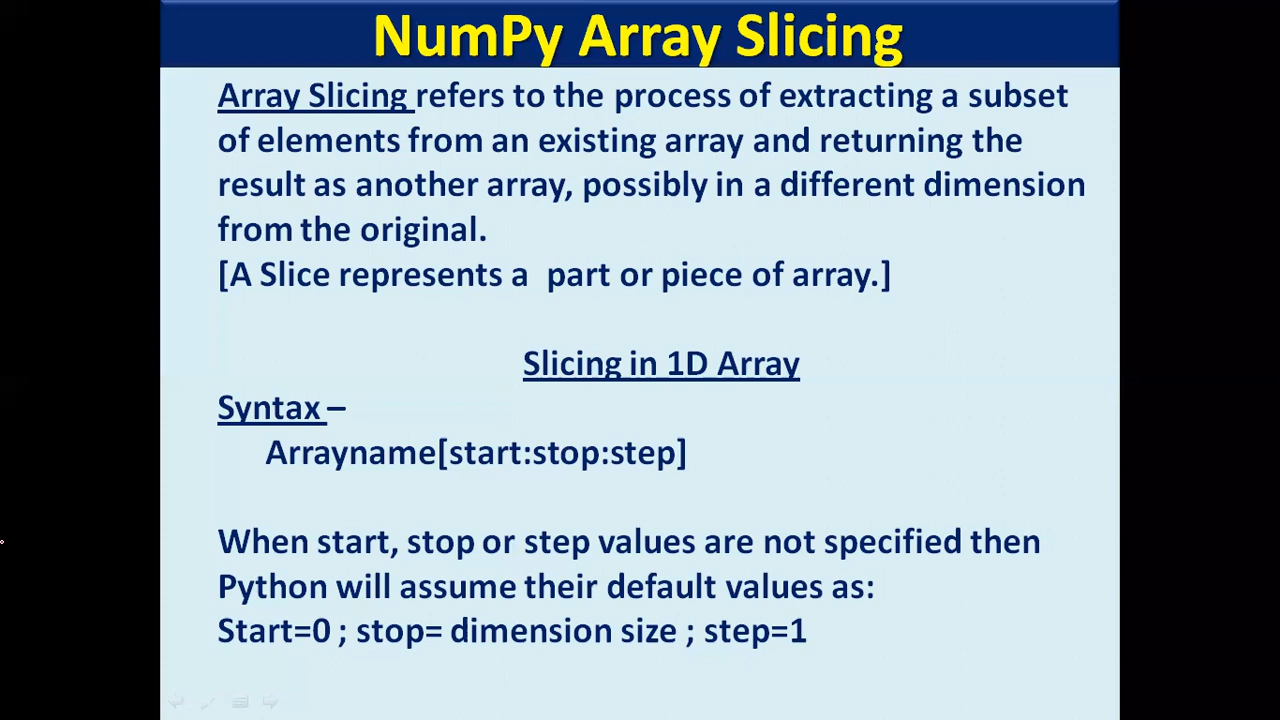 NumPy Array Slicing
Array Slicing refers to the process of extracting a subset
of elements from an existing array and returning the
result as another array, possibly in a different dimension
from the original.
[A Slice represents a  part or piece of array.]
Slicing in 1D Array
Syntax –
Arrayname[start:stop:step]
When start, stop or step values are not specified then
Python will assume their default values as:
Start=0 ; stop= dimension size ; step=1